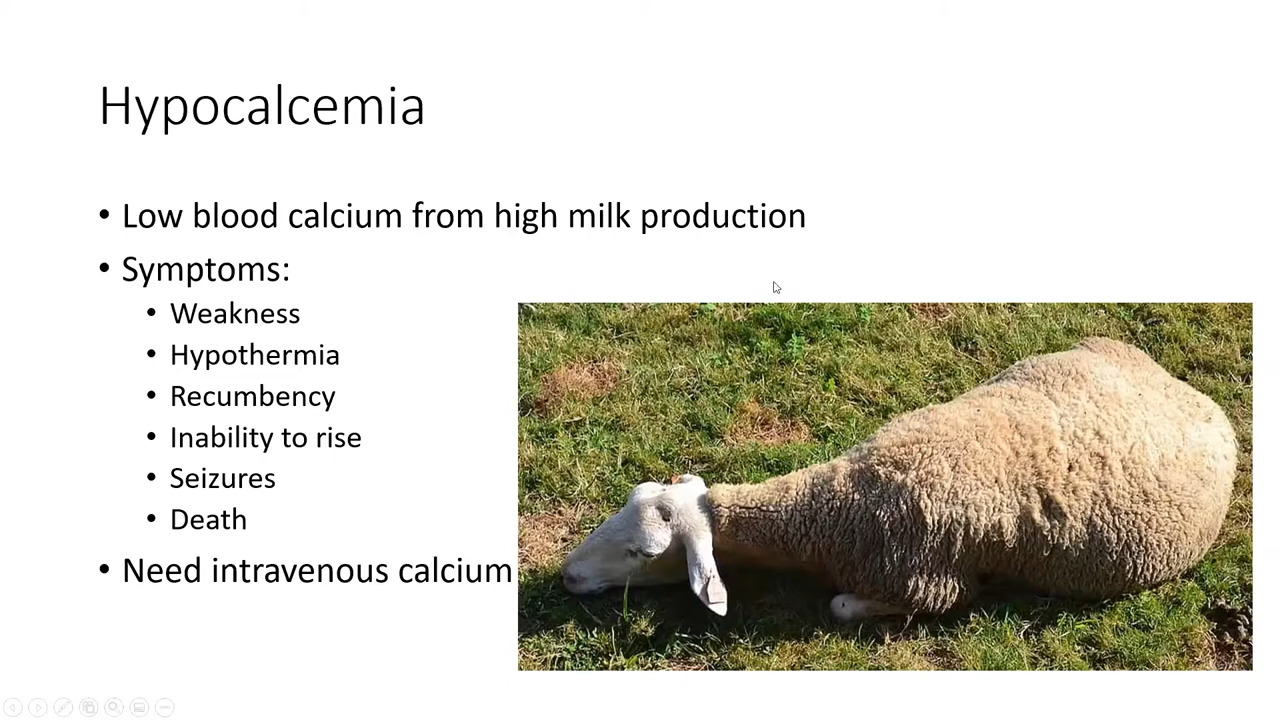 Hypocalcemia
• Low blood calcium from high milk production
• Symptoms:
• Weakness
• Hypothermia
• Recumbency
• Inability to rise
• Seizures
• Death
• Need intravenous calcium